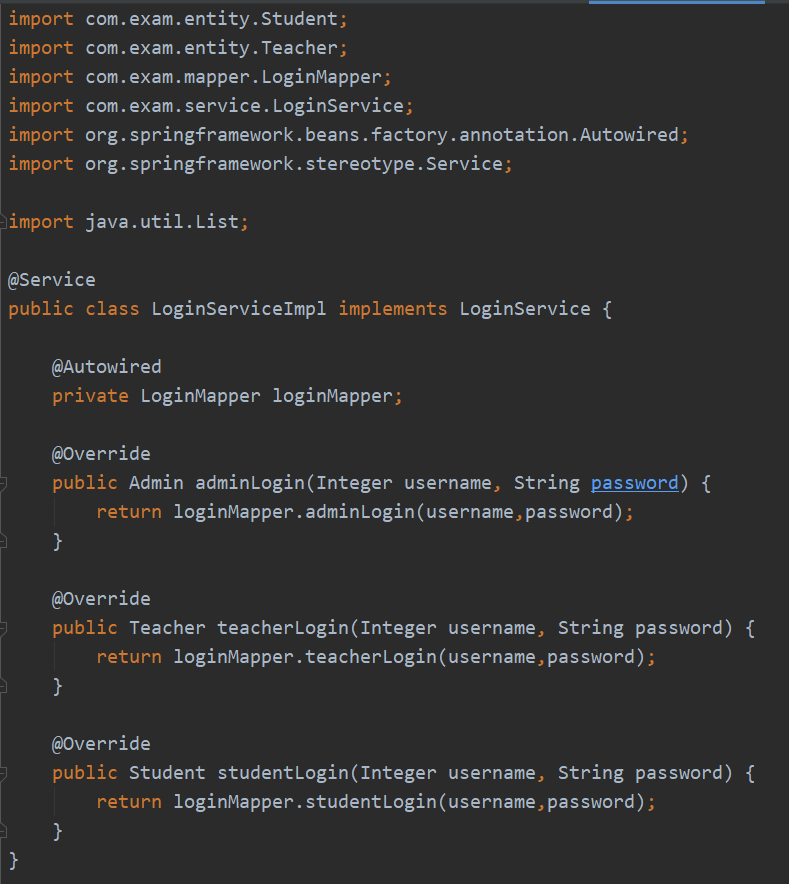 import com.exam.entity.Student;
import com.exam.entity.Teacher;
import com.exam.mapper.LoginMapper;
import com.exam.service.LoginService;
import org.springframework.beans.factory.annotation.Autowired;
import org.springframework.stereotype.Service;
import java.util.List;
@Service
public class LoginServiceImpl implements LoginService {
@Autowired
private LoginMapper loginMapper;
@Override
public Admin adminLogin(Integer username, String password) {
return loginMapper.adminLogin(username,password);
}
@Override
public Teacher teacherLogin(Integer username, String password) {
return loginMapper.teacherLogin(username,password);
}
@Override
public Student studentLogin(Integer username, String password) {
return loginMapper.studentLogin(username,password);
}
}